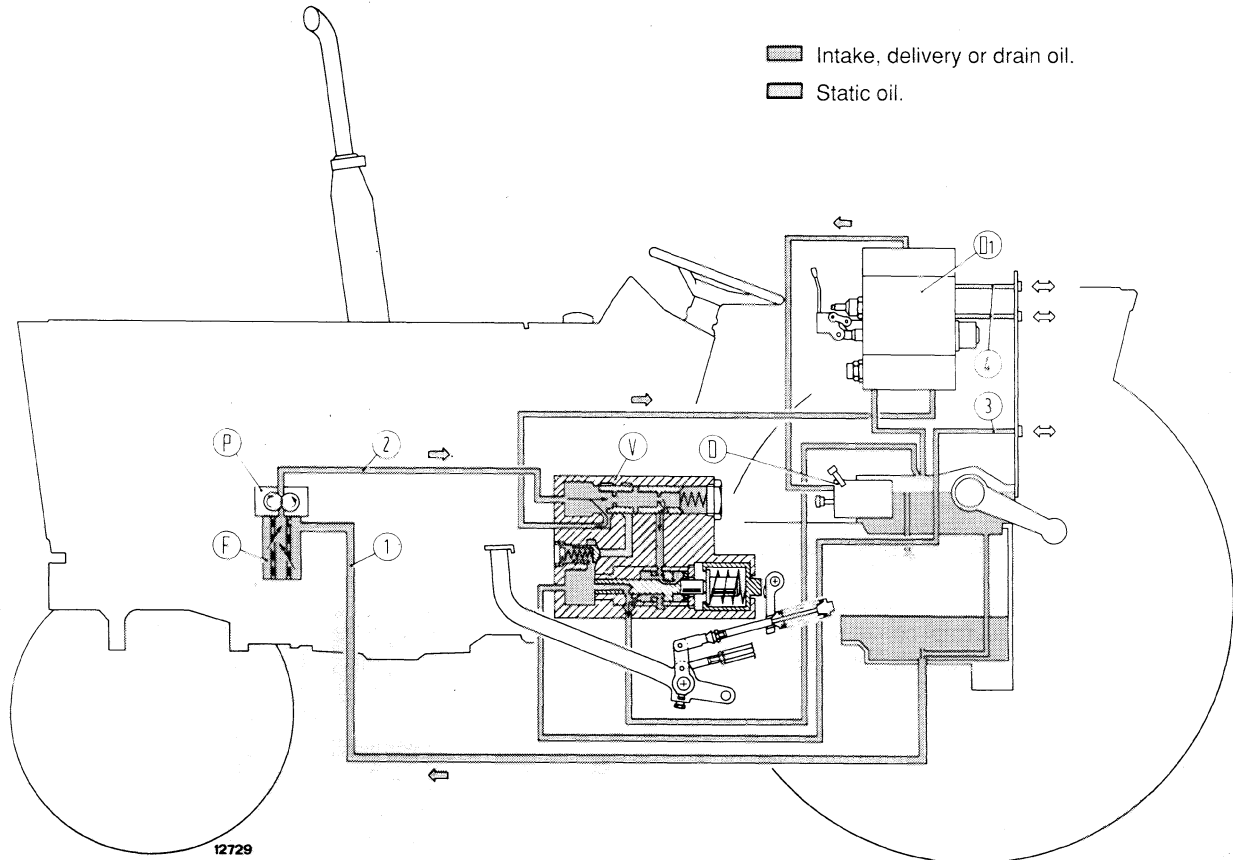 Intake, delivery or drain oil.
Static oil.
D1
4
3
P
2
V
D
F
1
12729